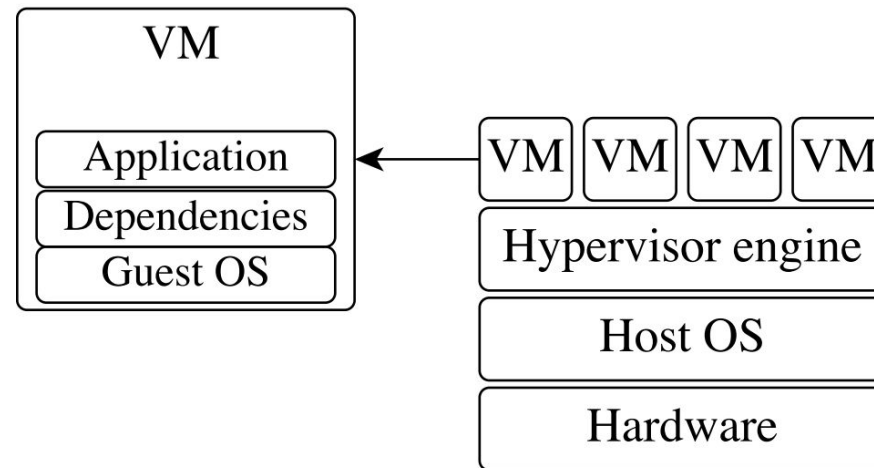 VM
Application
Dependencies
Guest OS
VM VM VM VM
Hypervisor engine
Host OS
Hardware